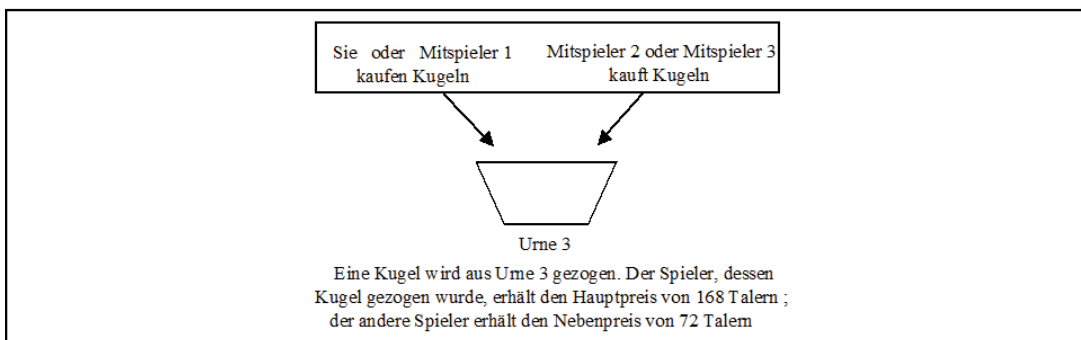 Sie oder Mitspieler 1
kaufen Kugeln
Mitspieler 2 oder Mitspieler 3
kauft Kugeln
Urne 3
Eine Kugel wird aus Urne 3 gezogen. Der Spieler, dessen
Kugel gezogen wurde, erhält den Hauptpreis von 168 Talern ;
der andere Spieler erhält den Nebenpreis von 72 Talern